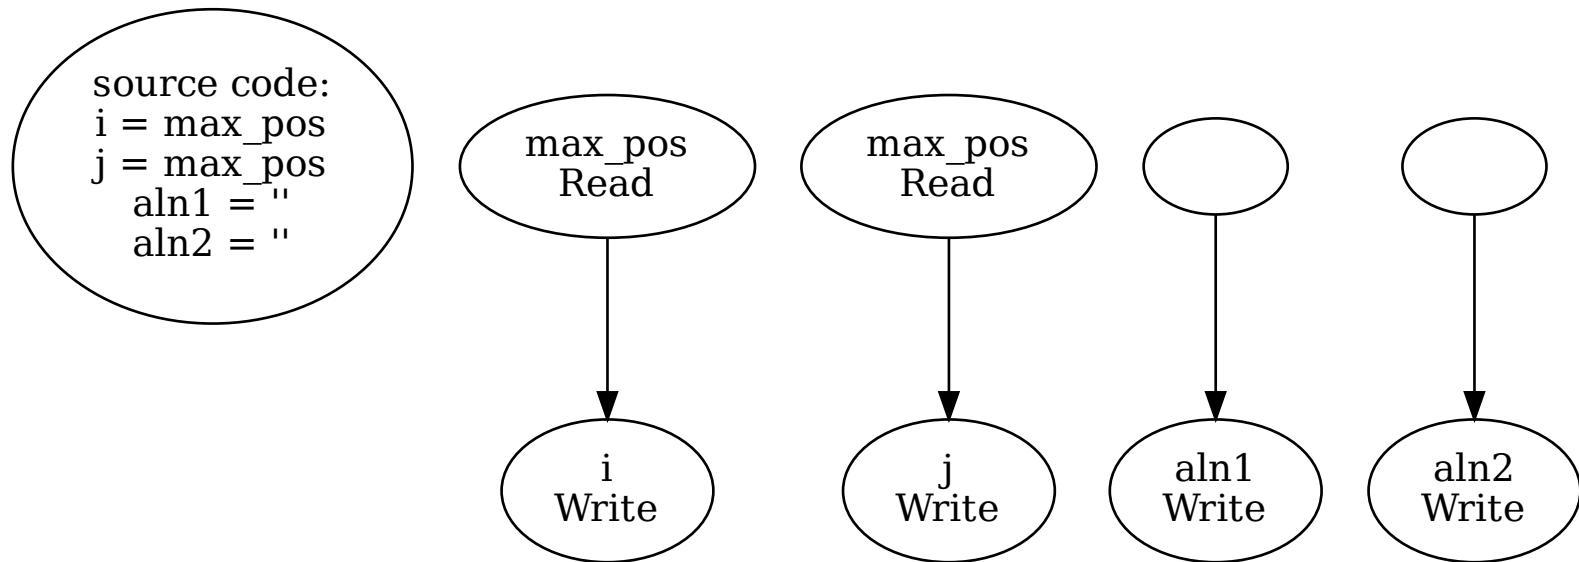 source code:
i = max_pos
j = max_pos
aln1 = ''
aln2 = ''
max_pos
Read
max_pos
Read
i
Write
j
Write
aln1
Write
aln2
Write